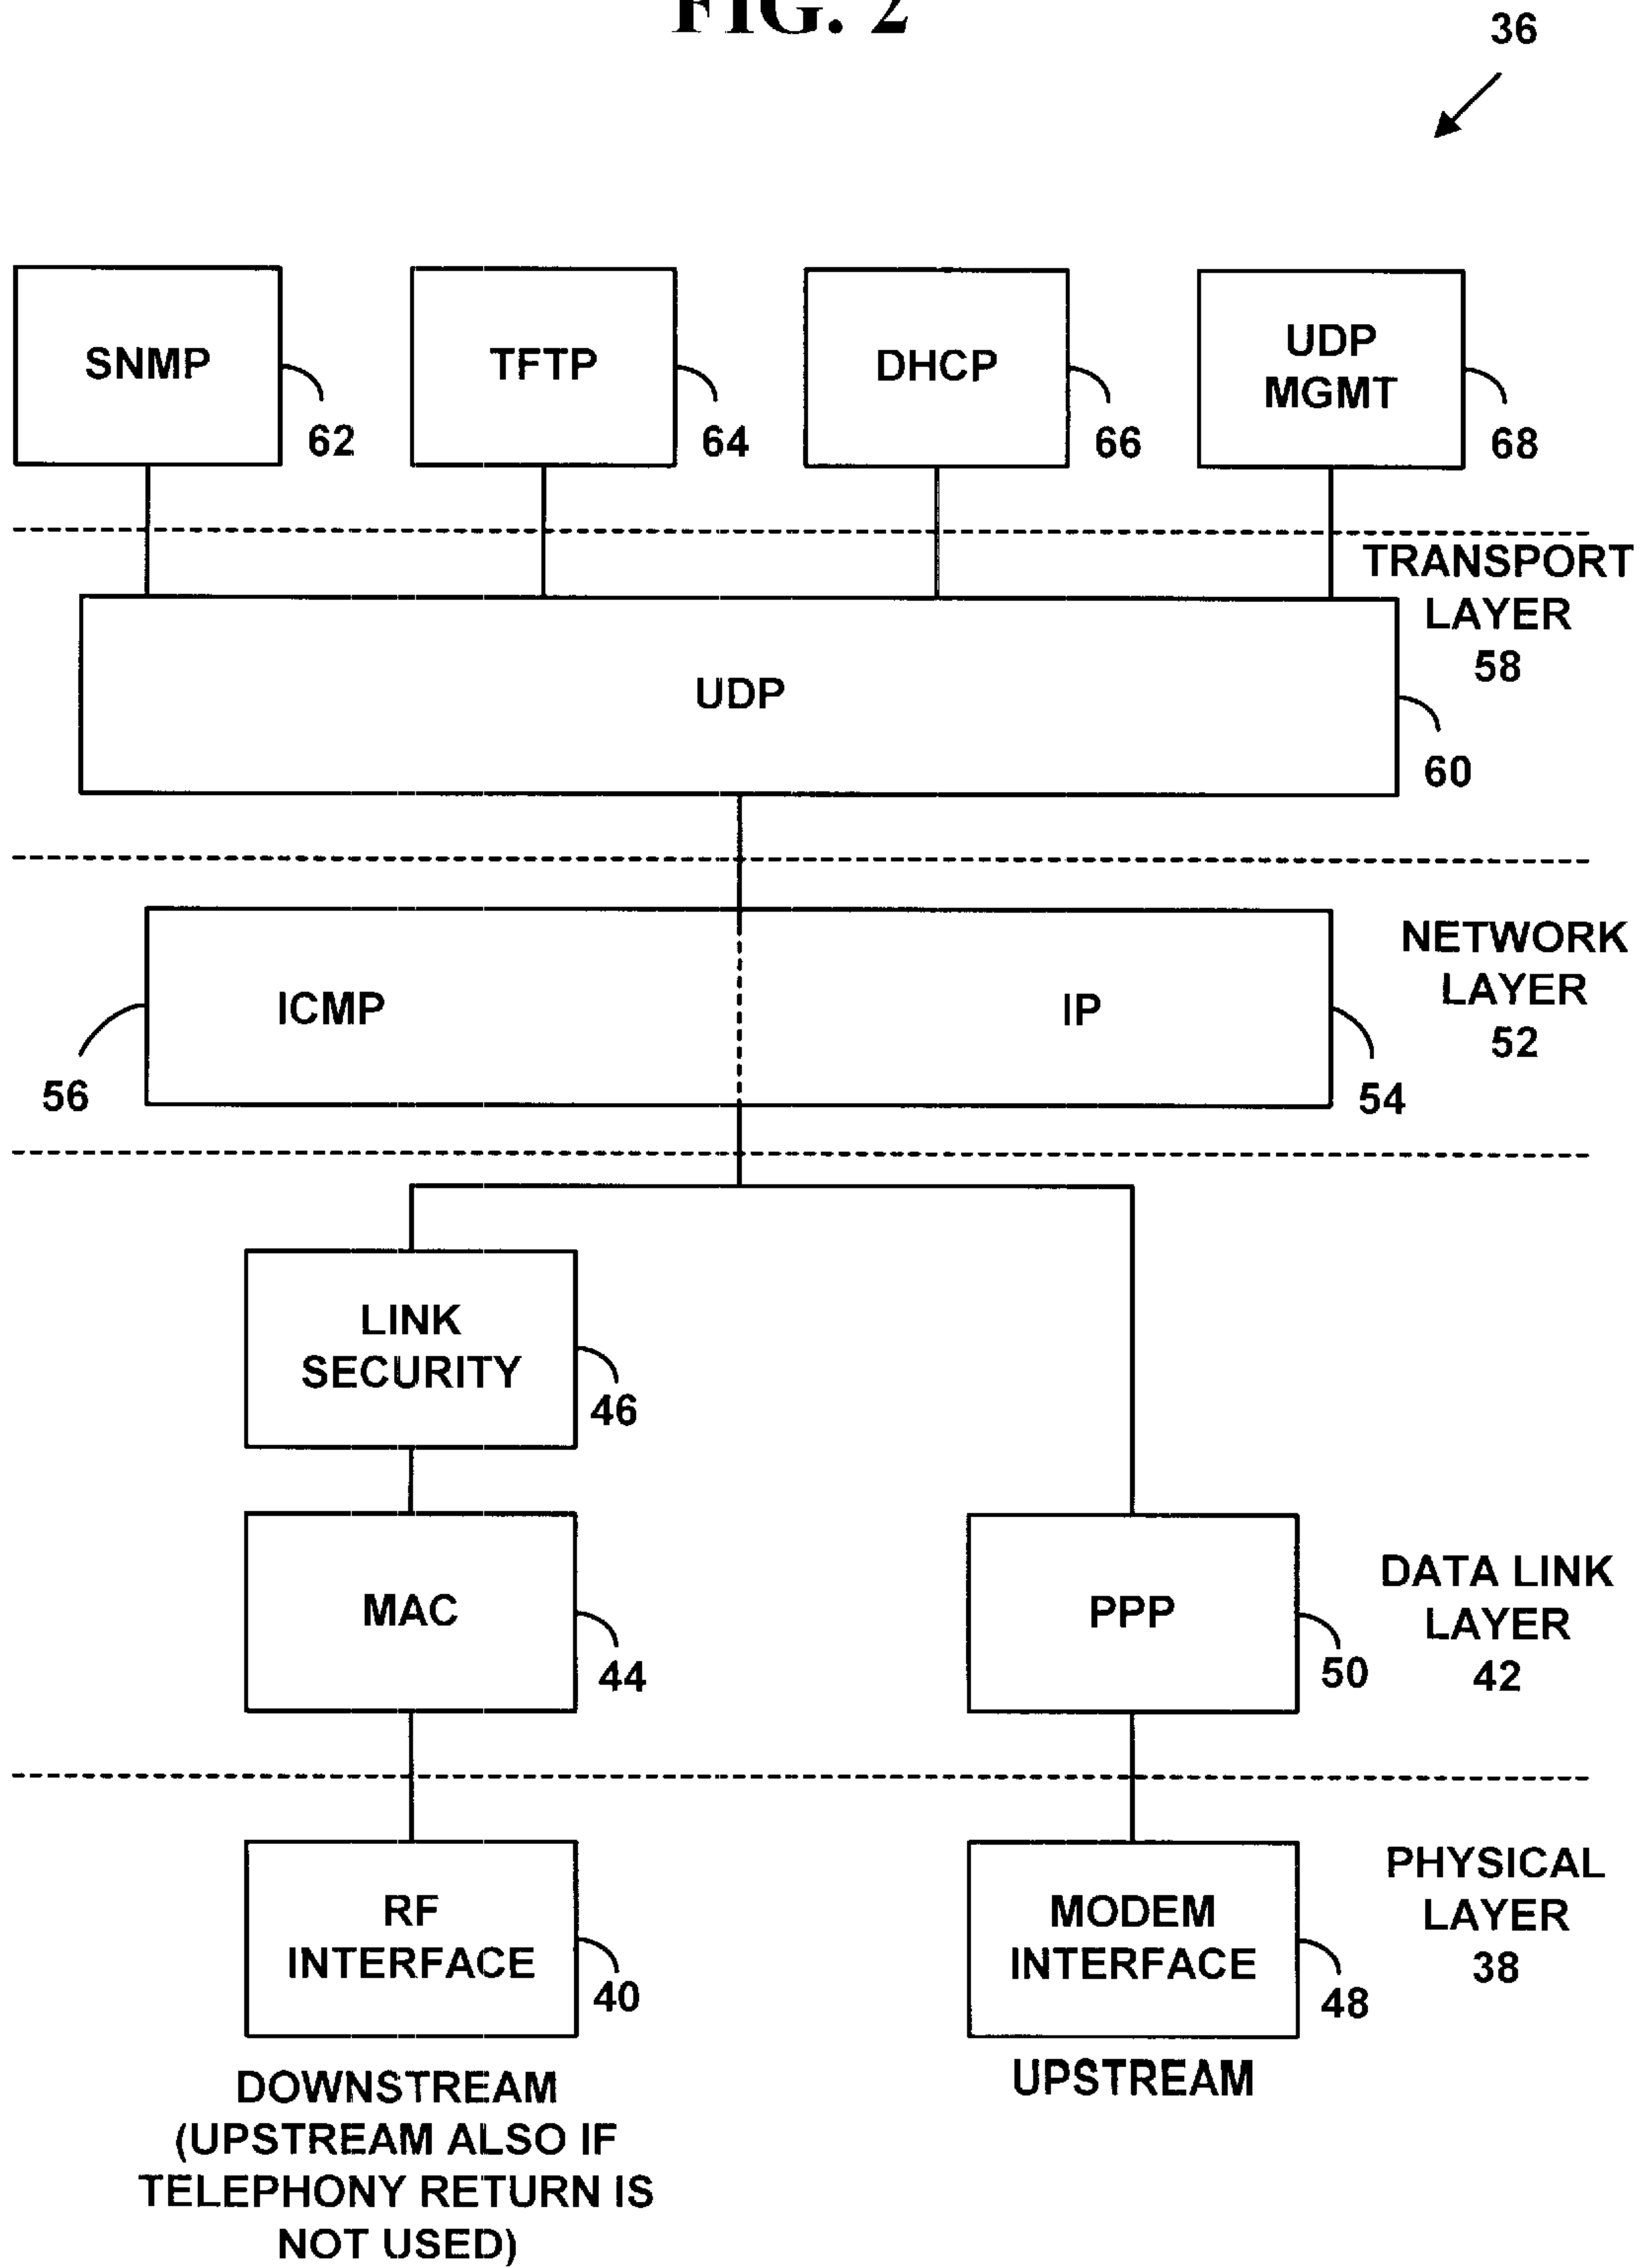 FIG. 2
36
SNMP
62
TFTP
64
DHCP
66
UDP
MGMT
68
TRANSPORT
LAYER
58
UDP
60
NETWORK
LAYER
52
ICMP
56
IP
54
LINK
SECURITY
46
MAC
44
PPP
50
DATA LINK
LAYER
42
RF
INTERFACE
40
MODEM
INTERFACE
48
PHYSICAL
LAYER
38
DOWNSTREAM
(UPSTREAM ALSO IF
TELEPHONY RETURN IS
NOT USED)
UPSTREAM